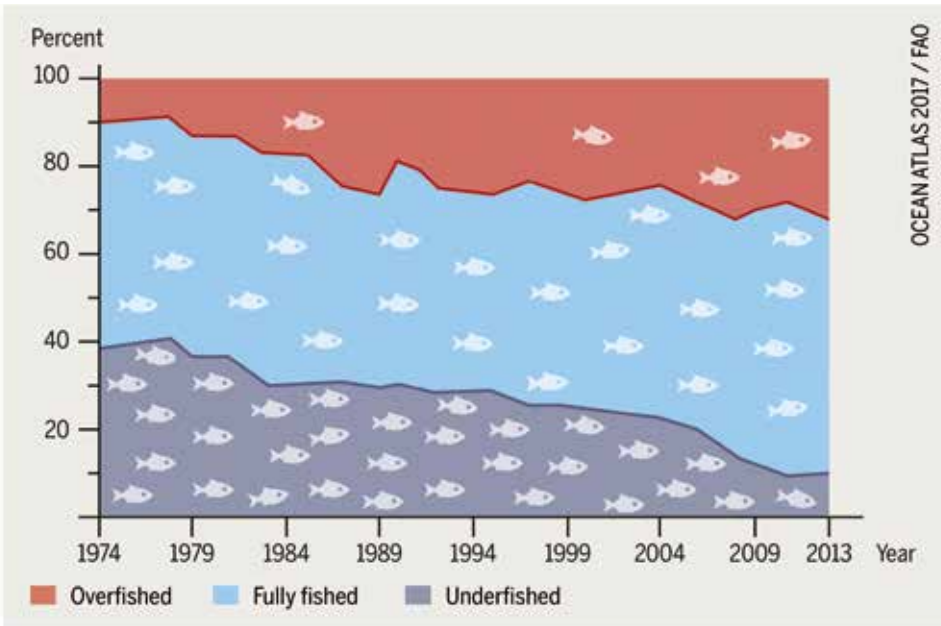 Percent
100
80
60
40
20
1974 1979 1984 1989 1994 1999 2004 2009 2013 Year
Overfished Fully fished Underfished
OCEAN ATLAS 2017 / FAO